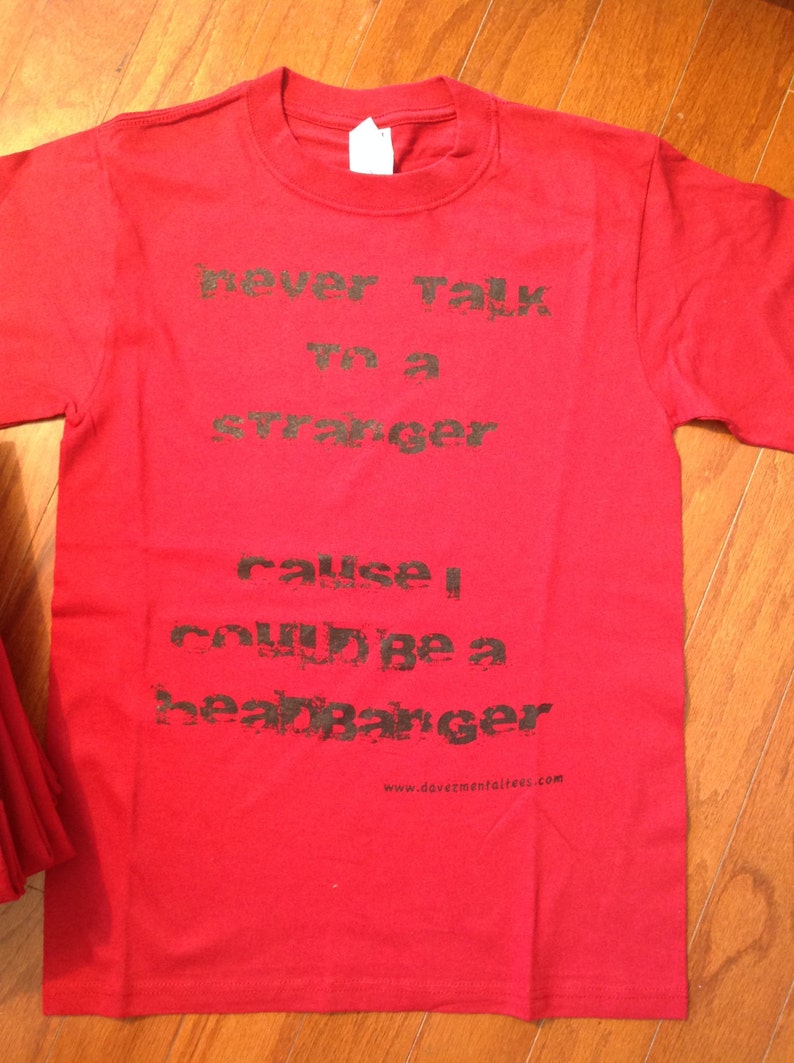 never Talk
To a
stranger
cause I
could be a
headbanger
www.davezmentaltees.com